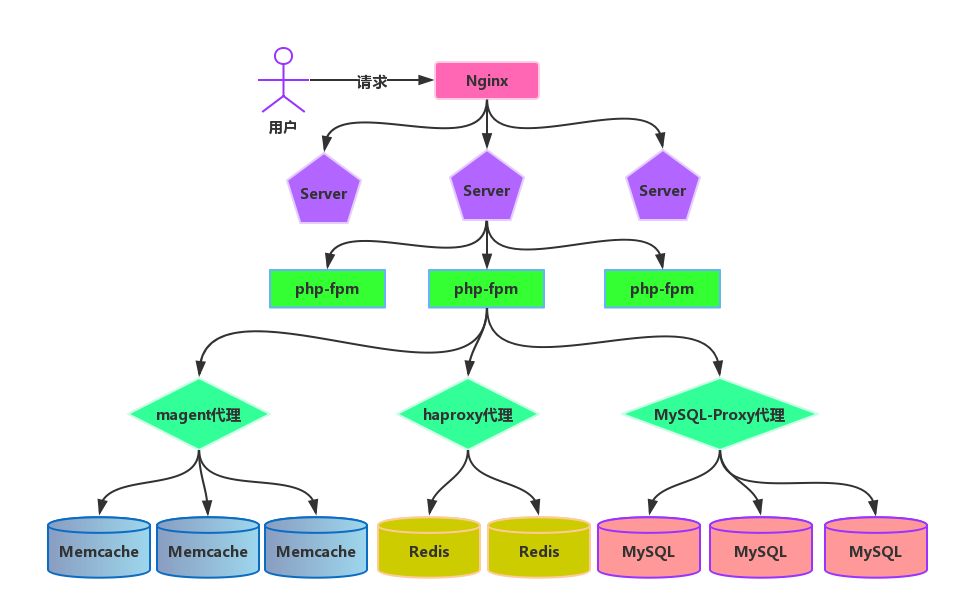 请求
Nginx
用户
Server
Server
Server
php-fpm
php-fpm
php-fpm
magent代理
haproxy代理
MySQL-Proxy代理
Memcache
Memcache
Memcache
Redis
Redis
MySQL
MySQL
MySQL